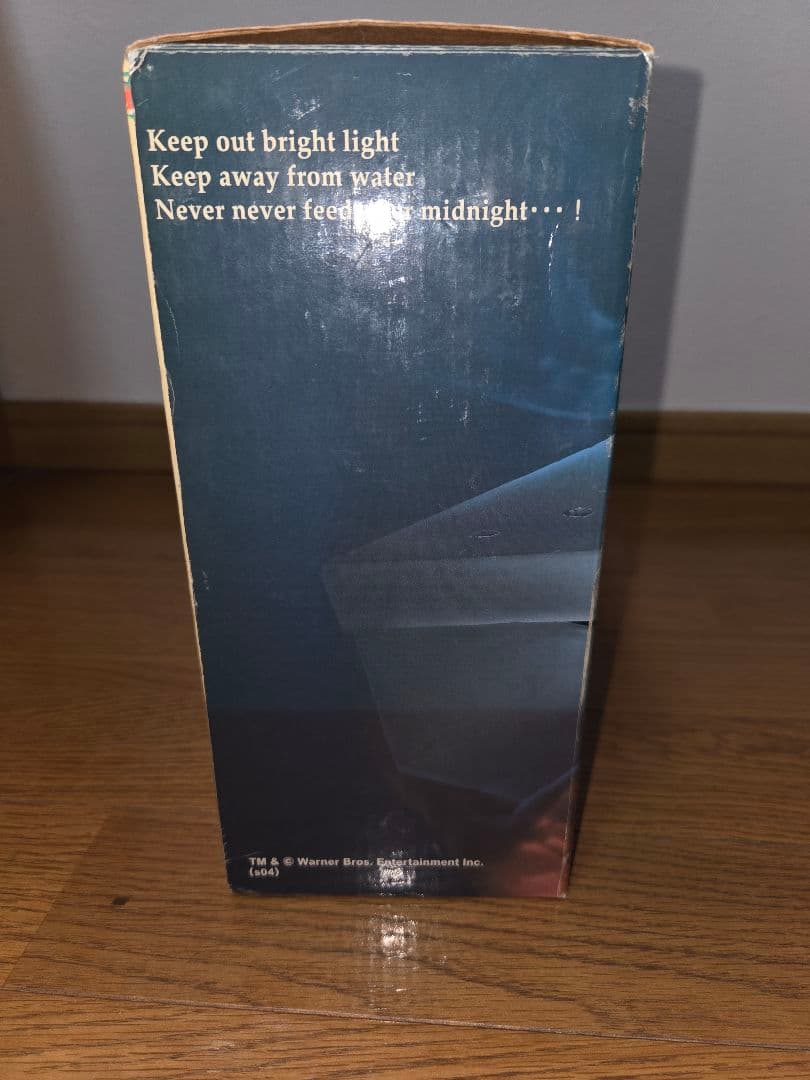 Keep out bright light
Keep away from water
Never never feed midnight･･･ !
TM & © Warner Bros. Entertainment Inc.
(s04)